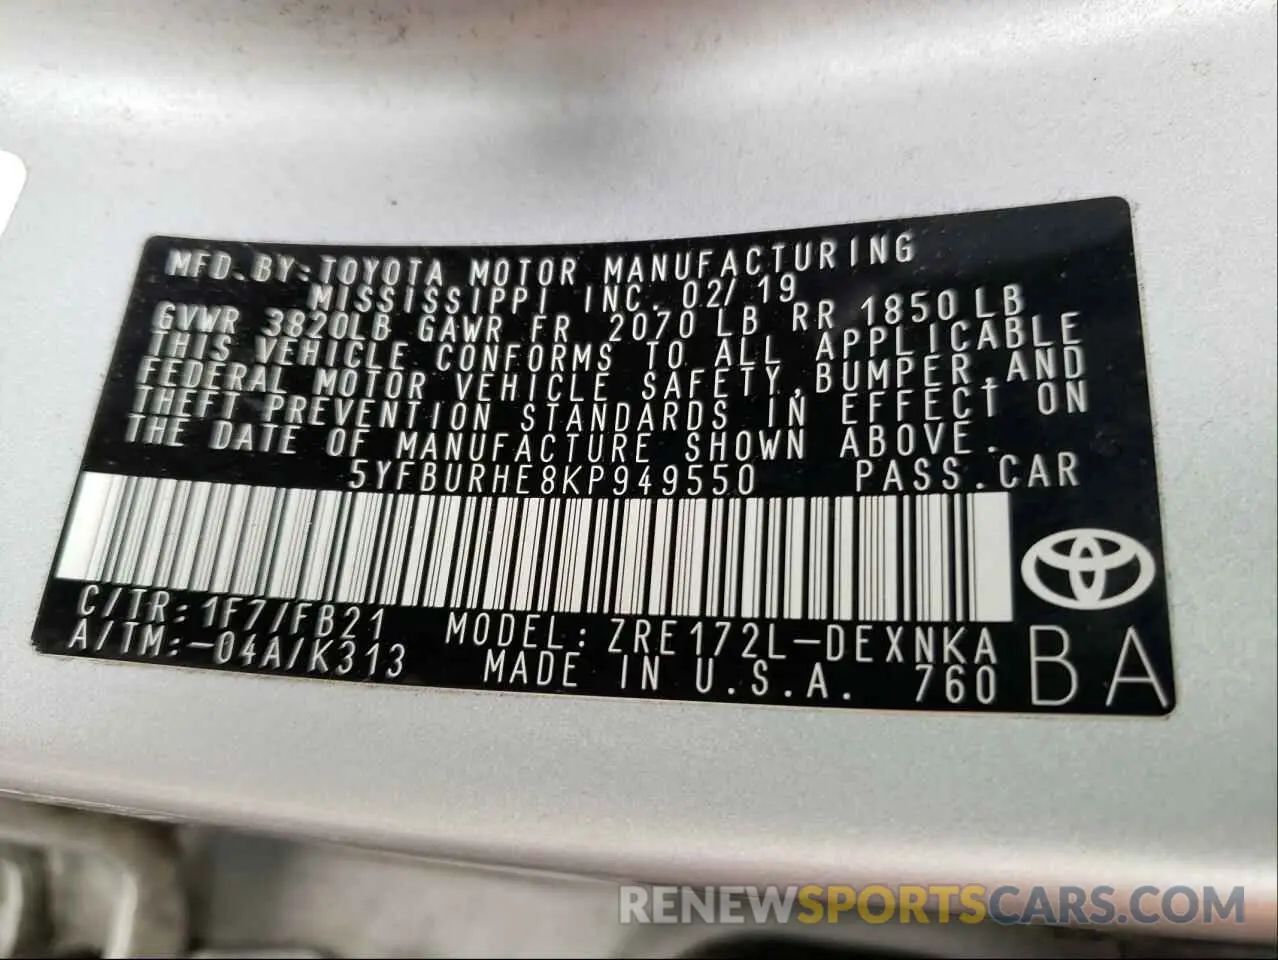 MFD.BY:TOYOTA MOTOR MANUFACTURING
MISSISSIPPI INC. 02/19
GVWR 3820LB GAWR FR 2070 LB RR 1850 LB
THIS VEHICLE CONFORMS TO ALL APPLICABLE
FEDERAL MOTOR VEHICLE SAFETY,BUMPER,AND
THEFT PREVENTION STANDARDS IN EFFECT ON
THE DATE OF MANUFACTURE SHOWN ABOVE.
5YFBURHE8KP949550 PASS.CAR
C/TR:1F7/FB21 MODEL:ZRE172L-DEXNKA
A/TM:-04A/K313 MADE IN U.S.A. 760 BA
RENEWSPORTSCARS.COM